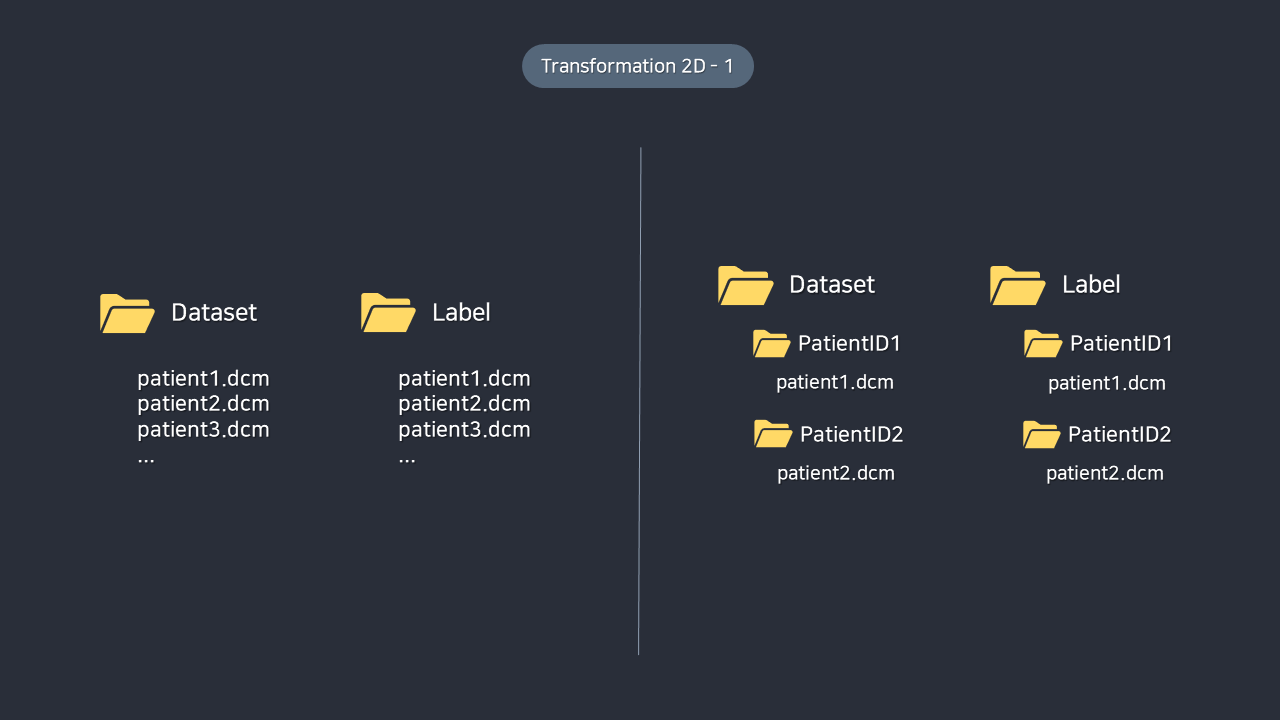 Transformation 2D - 1
Dataset
patient1.dcm
patient2.dcm
patient3.dcm
...
Label
patient1.dcm
patient2.dcm
patient3.dcm
...
Dataset
PatientID1
patient1.dcm
PatientID2
patient2.dcm
Label
PatientID1
patient1.dcm
PatientID2
patient2.dcm